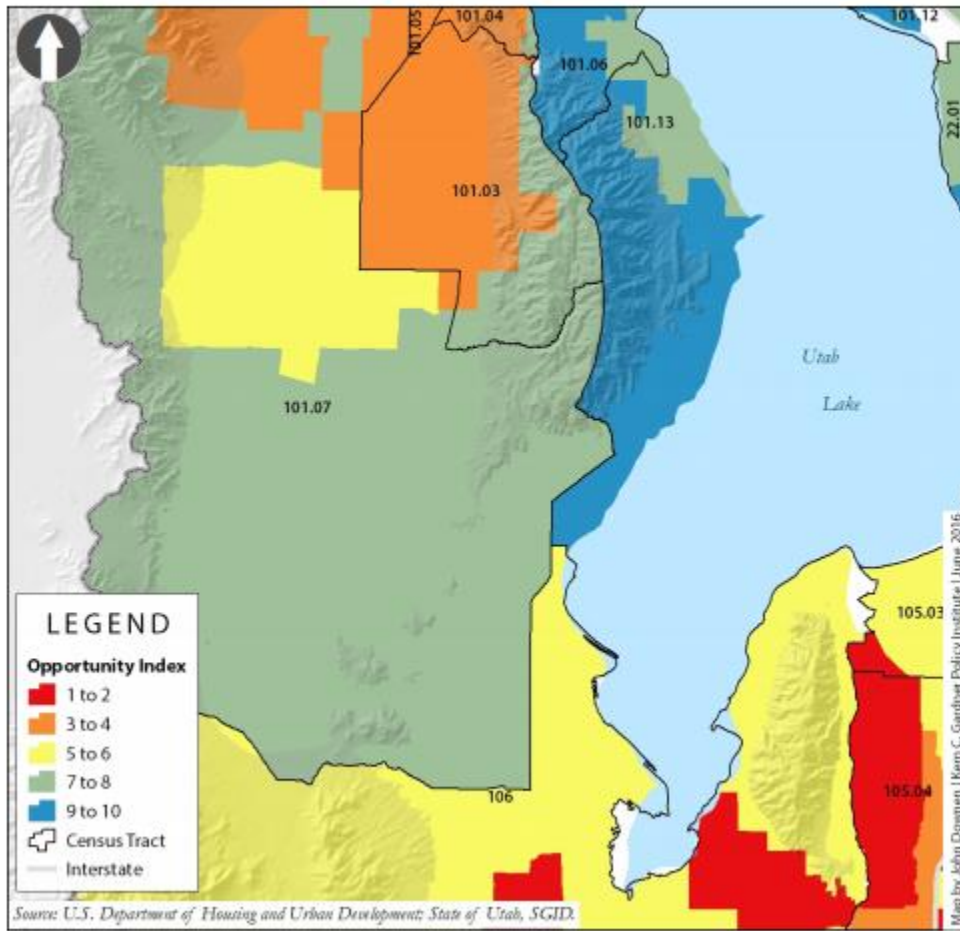 101.05
101.04
101.12
101.06
101.13
22.01
101.03
Utah
Lake
101.07
105.03
105.04
106
LEGEND
Opportunity Index
1 to 2
3 to 4
5 to 6
7 to 8
9 to 10
Census Tract
Interstate
Source: U.S. Department of Housing and Urban Development; State of Utah, SGID.
Map by John Downen | Kem C. Gardner Policy Institute | June 2016